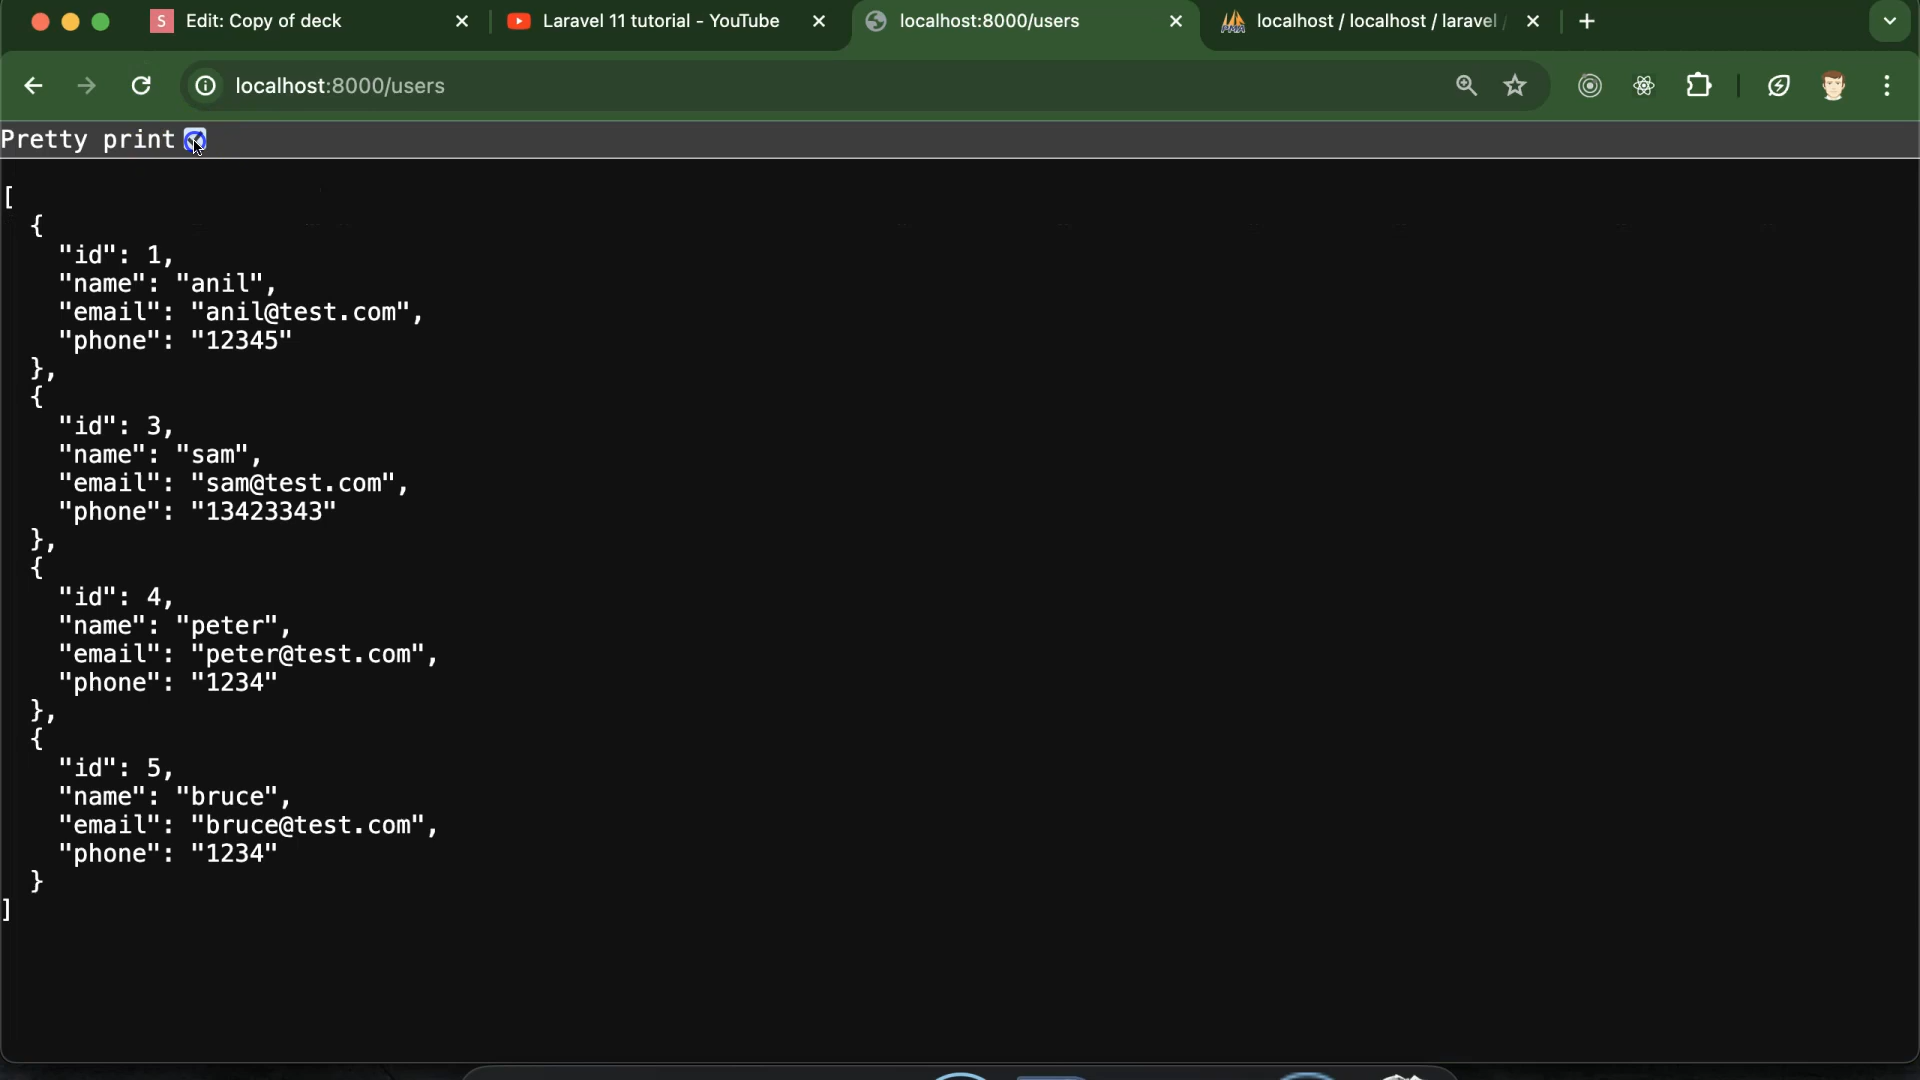 S Edit: Copy of deck
Laravel 11 tutorial - YouTube
localhost:8000/users
localhost / localhost / laravel /
localhost:8000/users
Pretty print
[
{
"id": 1,
"name": "anil",
"email": "anil@test.com",
"phone": "12345"
},
{
"id": 3,
"name": "sam",
"email": "sam@test.com",
"phone": "13423343"
},
{
"id": 4,
"name": "peter",
"email": "peter@test.com",
"phone": "1234"
},
{
"id": 5,
"name": "bruce",
"email": "bruce@test.com",
"phone": "1234"
}
]